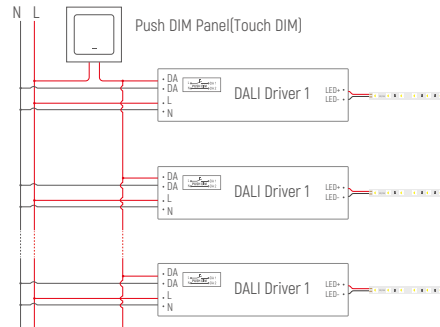 N L
Push DIM Panel(Touch DIM)
DA
DA
L
N
DALI Driver 1
LED+
LED-
DA
DA
L
N
DALI Driver 1
LED+
LED-
DA
DA
L
N
DALI Driver 1
LED+
LED-